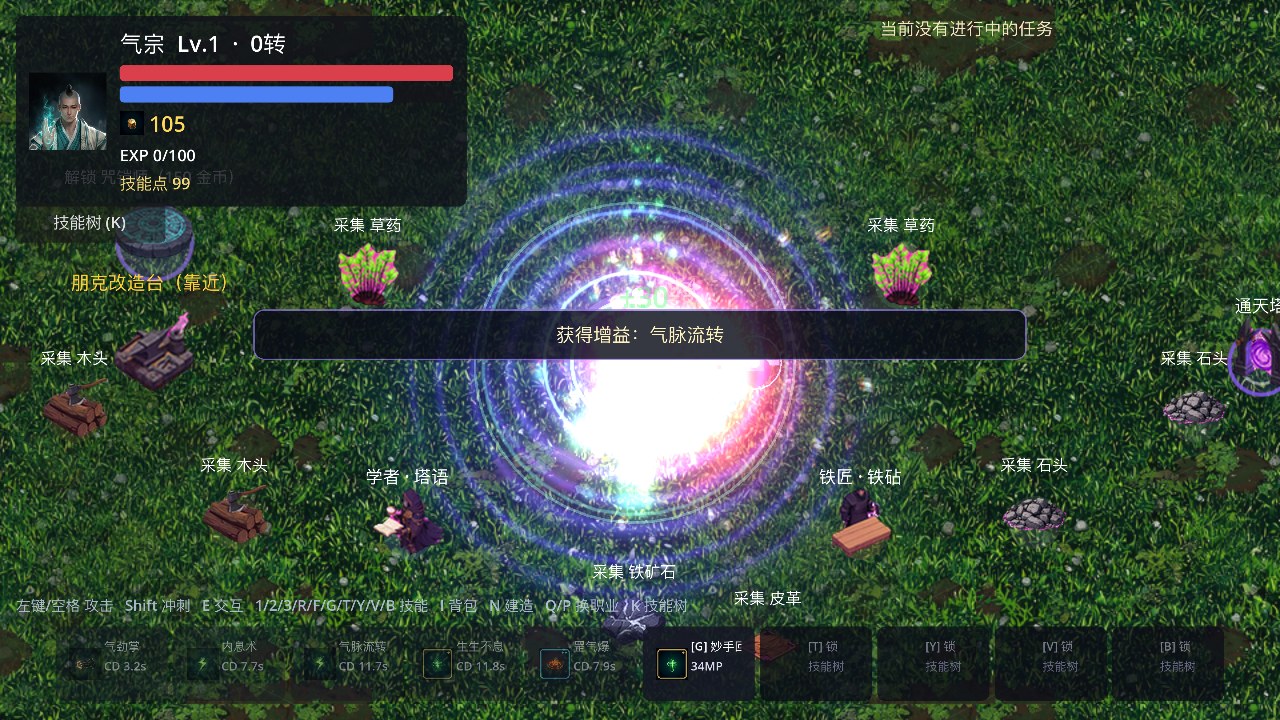 气宗 Lv.1 · 0转
当前没有进行中的任务
105
EXP 0/100
技能点 99
技能树 (K)
采集 草药
采集 草药
朋克改造台（靠近）
+30
通天塔
获得增益：气脉流转
采集 木头
采集 石头
采集 木头
学者 · 塔语
铁匠 · 铁砧
采集 石头
采集 铁矿石
采集 皮革
左键/空格 攻击 Shift 冲刺 E 交互 1/2/3/R/F/G/T/Y/V/B 技能 I 背包 N 建造 O/P 换职业 / K 技能树
气劲掌
CD 3.2s
内息术
CD 7.7s
气脉流转
CD 11.7s
生生不息
CD 11.8s
罡气爆
CD 7.9s
[G] 妙手
34MP
[T] 锁
技能树
[Y] 锁
技能树
[V] 锁
技能树
[B] 锁
技能树